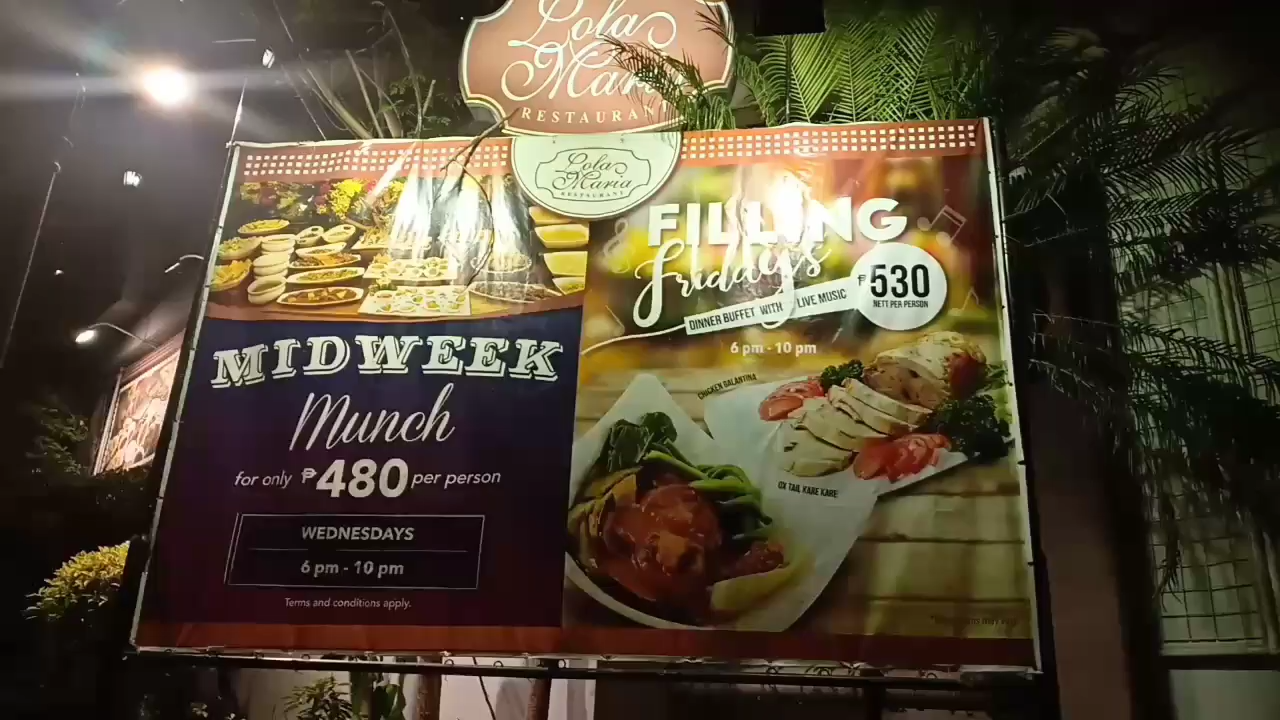 Lola
Maria
RESTAURANT
Lola
Maria
RESTAURANT
MIDWEEK
Munch
for only ₱480 per person
WEDNESDAYS
6 pm - 10 pm
Terms and conditions apply.
FILLING
Fridays
DINNER BUFFET WITH LIVE MUSIC
₱530
NETT PER PERSON
6 pm - 10 pm
CHICKEN GALANTINA
OX TAIL KARE KARE